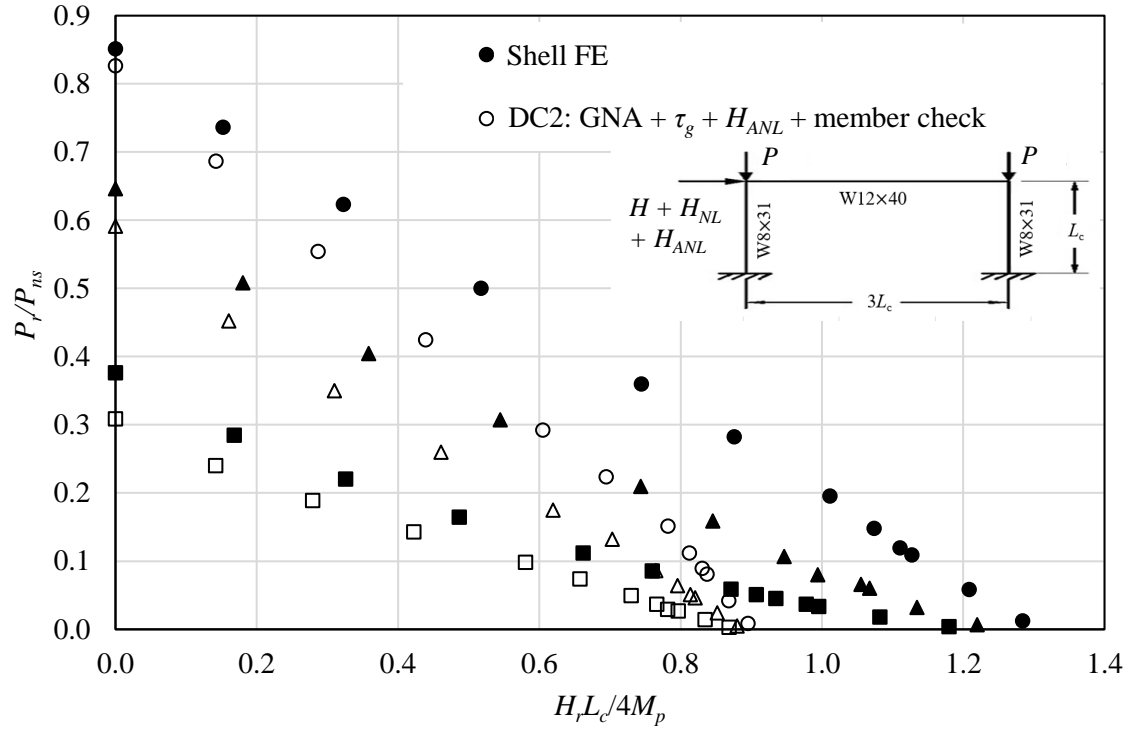 0.9
Shell FE
0.8
DC2: GNA + τg + HANL + member check
0.7
P
P
0.6
H + HNL
+ HANL
W12×40
W8×31
W8×31
Lc
0.5
3Lc
Pr/Pns
0.4
0.3
0.2
0.1
0.0
0.0 0.2 0.4 0.6 0.8 1.0 1.2 1.4
HrLc/4Mp